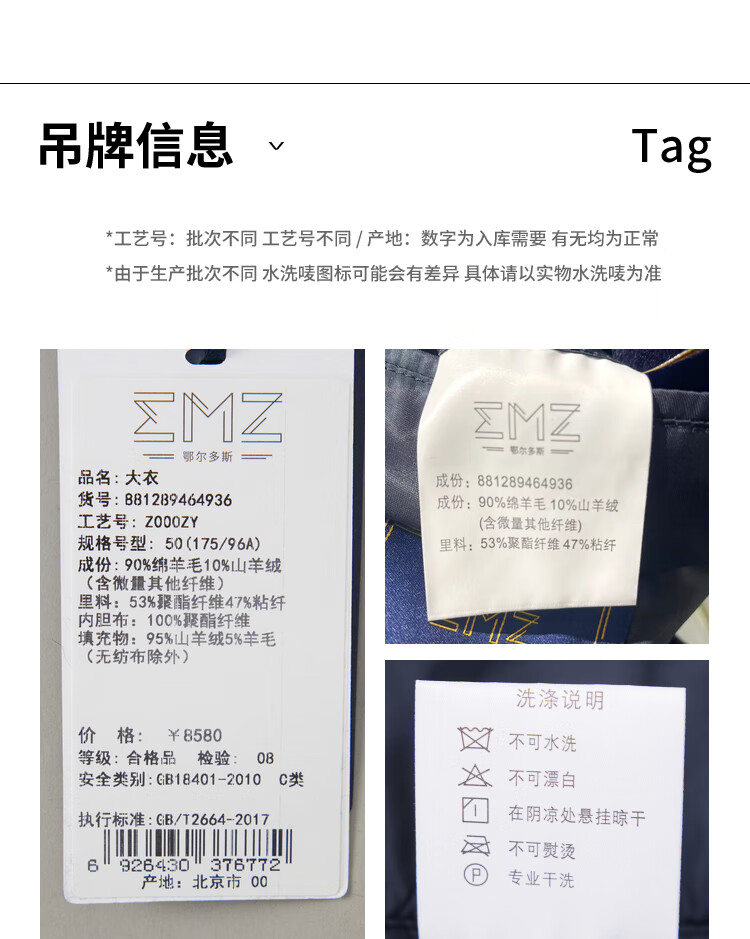 吊牌信息
Tag
*工艺号：批次不同 工艺号不同 / 产地：数字为入库需要 有无均为正常
*由于生产批次不同 水洗唛图标可能会有差异 具体请以实物水洗唛为准
EMZ
鄂尔多斯
品名: 大衣
货号: 881289464936
工艺号: Z000ZY
规格号型: 50(175/96A)
成份: 90%绵羊毛10%山羊绒
(含微量其他纤维)
里料: 53%聚酯纤维47%粘纤
内胆布: 100%聚酯纤维
填充物: 95%山羊绒5%羊毛
(无纺布除外)
价 格: ￥8580
等级: 合格品 检验: 08
安全类别:GB18401-2010 C类
执行标准:GB/T2664-2017
6 926430 376772
产地: 北京市 00
EMZ
鄂尔多斯
成份: 881289464936
成份: 90%绵羊毛 10%山羊绒
(含微量其他纤维)
里料: 53%聚酯纤维 47%粘纤
EMZ
洗涤说明
不可水洗
不可漂白
在阴凉处悬挂晾干
不可熨烫
P 专业干洗